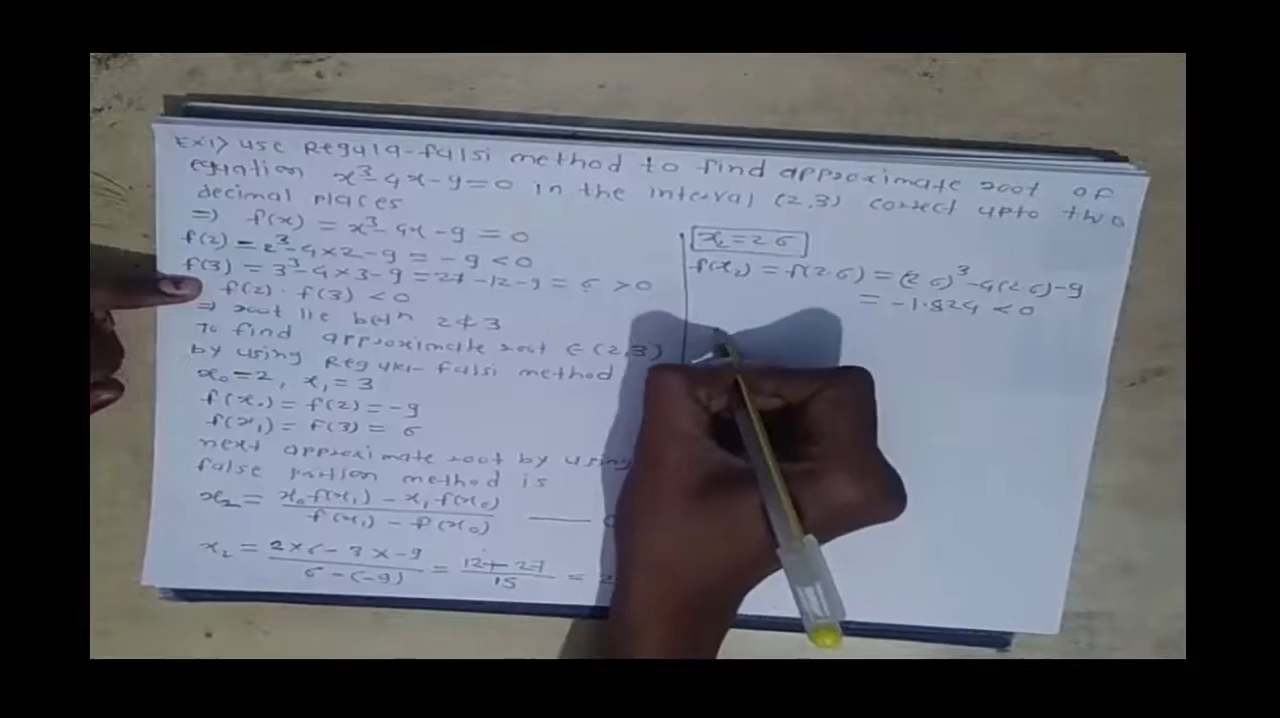 Ex:1) use Regula-falsi method to find approximate root of
equation x³-4x-9=0 in the interval (2,3) correct upto two
decimal places
=) f(x) = x³-4x-9 = 0
f(2) = 2³-4×2-9 = -9 <0
f(3) = 3³-4×3-9 = 27-12-9 = 6 >0
f(2) · f(3) <0
=) root lie betn 2 & 3
To find approximate root ∈ (2,3)
by using Regula-falsi method
x₀=2, x₁=3
f(x₀) = f(2) = -9
f(x₁) = f(3) = 6
next approximate root by using
false position method is
x₂ = x₀f(x₁) - x₁f(x₀) / f(x₁) - f(x₀)
x₂ = 2×6-3×-9 / 6-(-9) = 12+27 / 15 = 2
x₂=2.6
f(x₂) = f(2.6) = (2.6)³-4(2.6)-9
= -1.824 <0